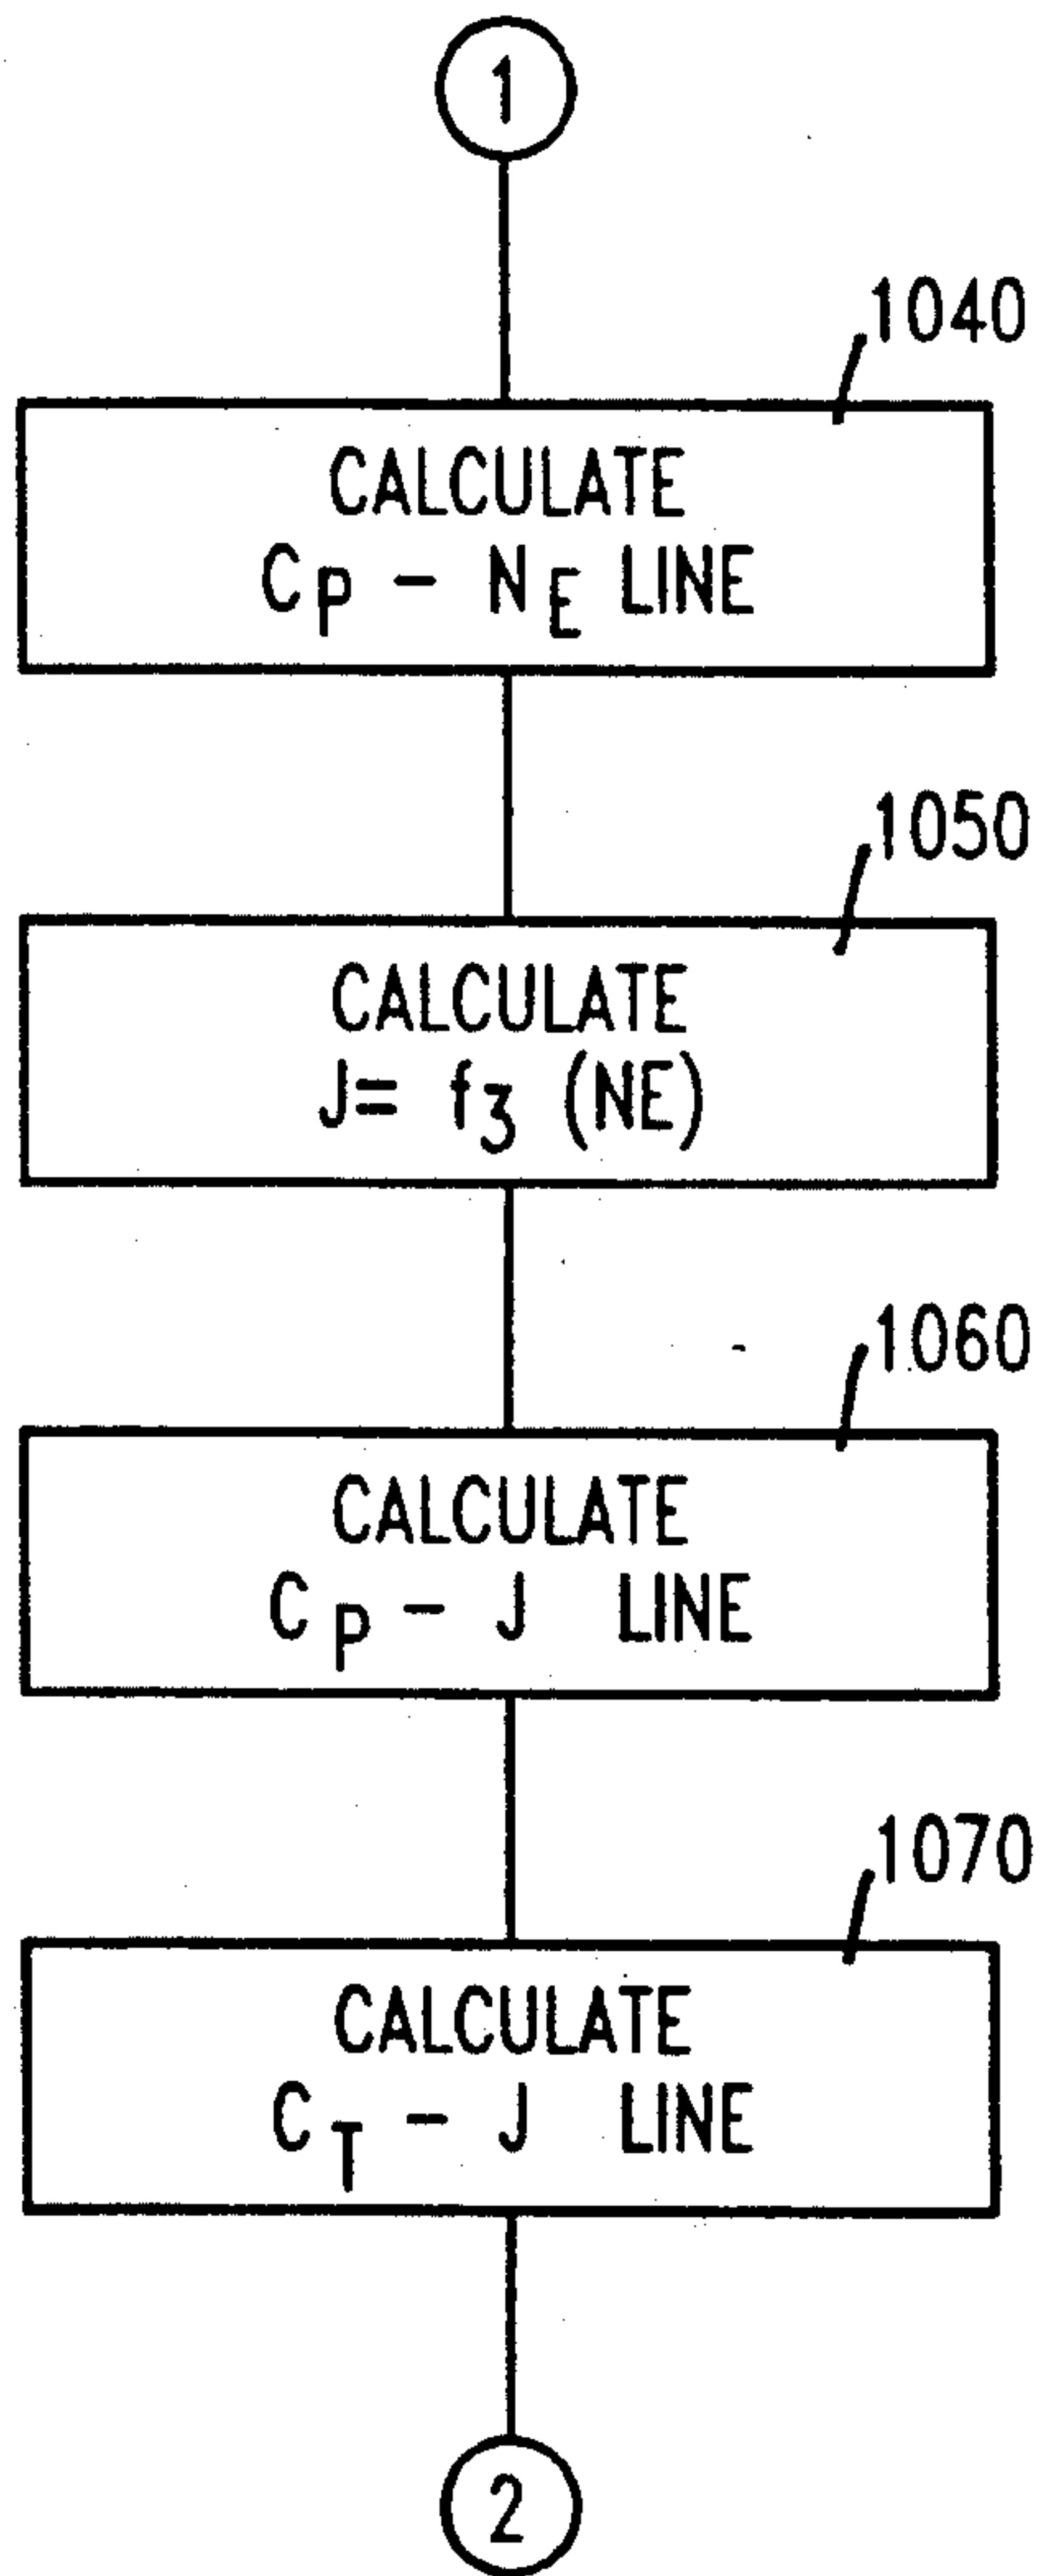 1
1040
CALCULATE
Cp - NE LINE
1050
CALCULATE
J= f3 (NE)
1060
CALCULATE
Cp - J LINE
1070
CALCULATE
CT - J LINE
2